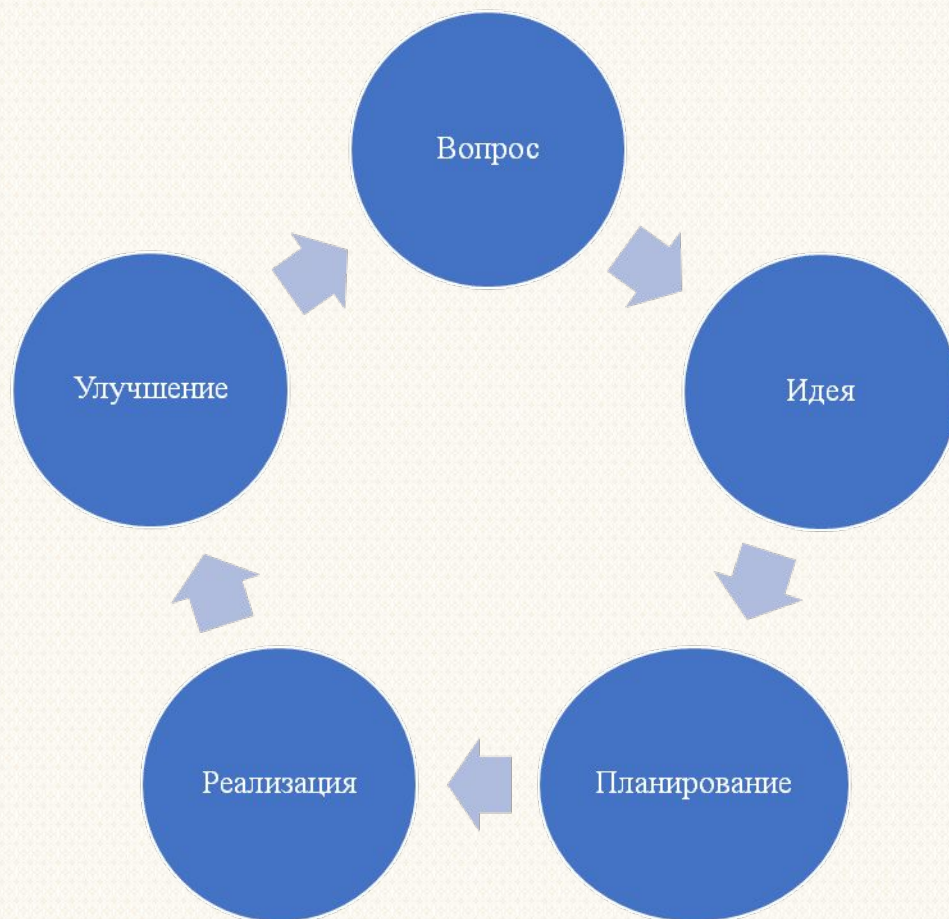 Вопрос
Идея
Планирование
Реализация
Улучшение